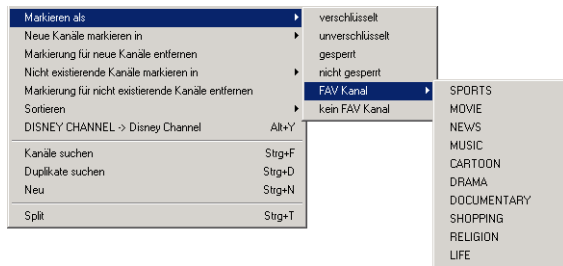 Markieren als
Neue Kanäle markieren in
Markierung für neue Kanäle entfernen
Nicht existierende Kanäle markieren in
Markierung für nicht existierende Kanäle entfernen
Sortieren
DISNEY CHANNEL -> Disney Channel Alt+Y
Kanäle suchen Strg+F
Duplikate suchen Strg+D
Neu Strg+N
Split Strg+T
verschlüsselt
unverschlüsselt
gesperrt
nicht gesperrt
FAV Kanal
kein FAV Kanal
SPORTS
MOVIE
NEWS
MUSIC
CARTOON
DRAMA
DOCUMENTARY
SHOPPING
RELIGION
LIFE